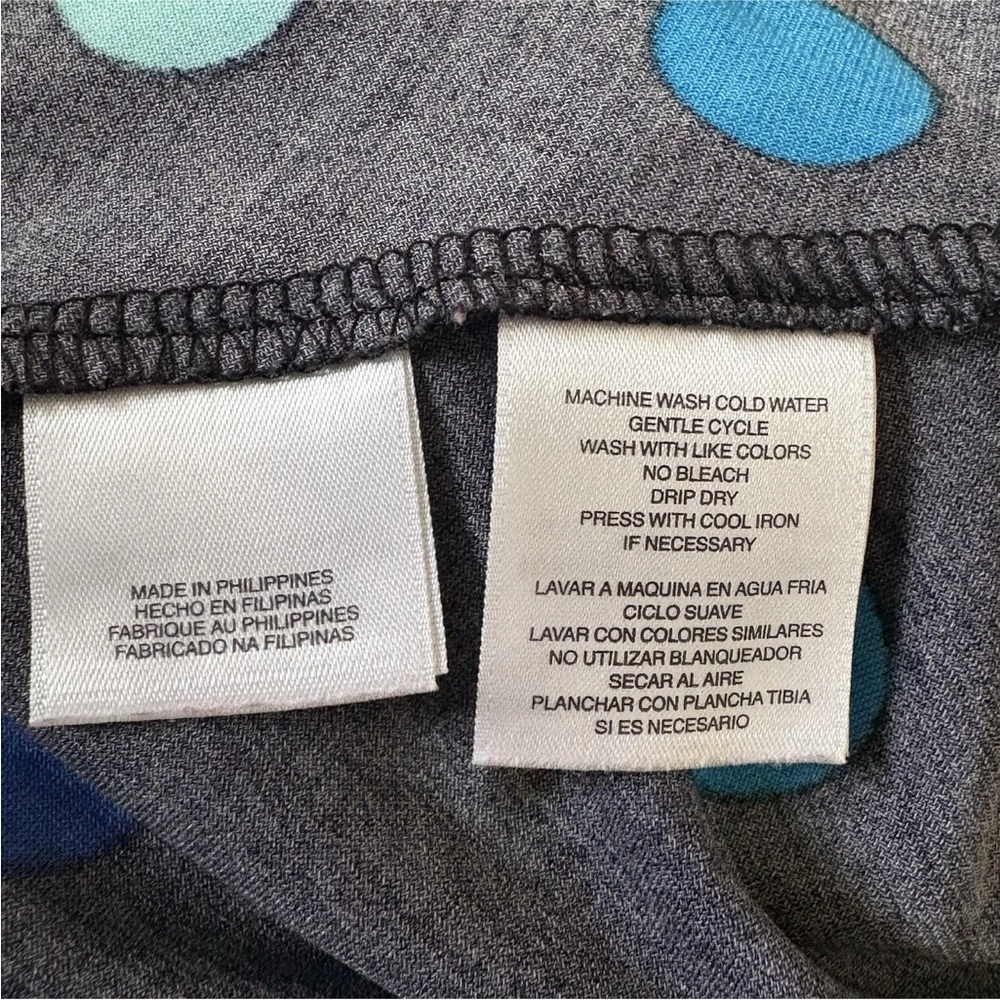 MADE IN PHILIPPINES
HECHO EN FILIPINAS
FABRIQUE AU PHILIPPINES
FABRICADO NA FILIPINAS
MACHINE WASH COLD WATER
GENTLE CYCLE
WASH WITH LIKE COLORS
NO BLEACH
DRIP DRY
PRESS WITH COOL IRON
IF NECESSARY
LAVAR A MAQUINA EN AGUA FRIA
CICLO SUAVE
LAVAR CON COLORES SIMILARES
NO UTILIZAR BLANQUEADOR
SECAR AL AIRE
PLANCHAR CON PLANCHA TIBIA
SI ES NECESARIO